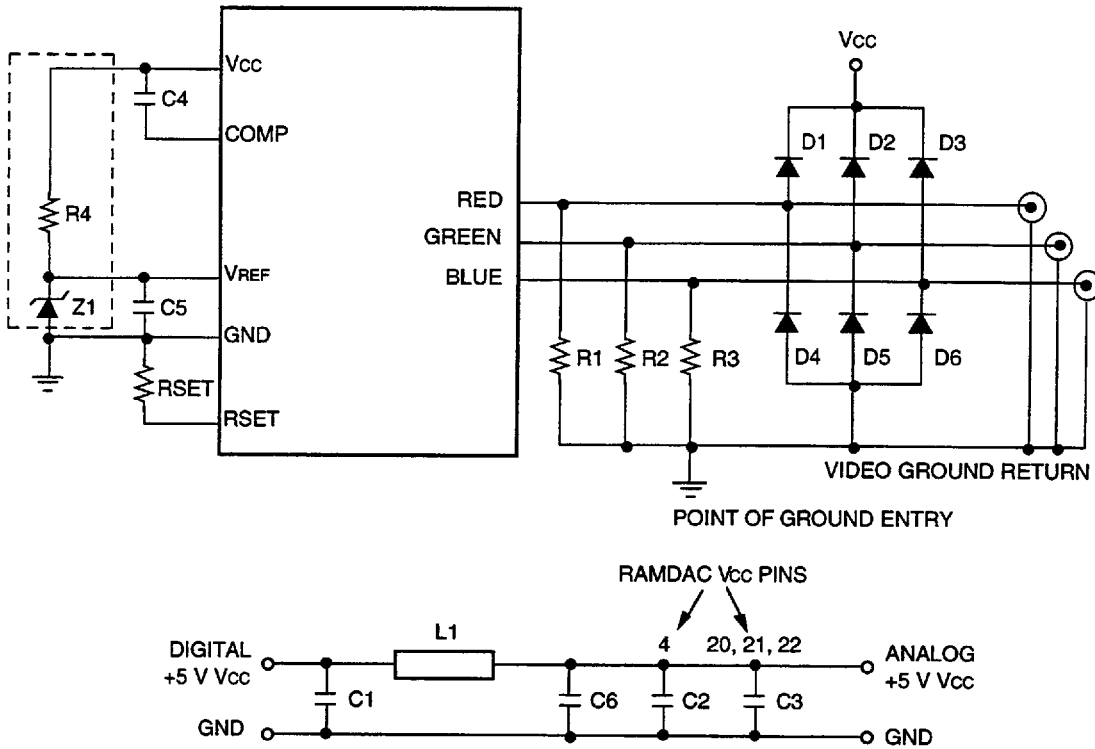 Vcc
C4
COMP
R4
VREF
Z1
C5
GND
RSET
RSET
RED
GREEN
BLUE
R1
R2
R3
Vcc
D1
D2
D3
D4
D5
D6
VIDEO GROUND RETURN
POINT OF GROUND ENTRY
RAMDAC Vcc PINS
4
20, 21, 22
DIGITAL
+5 V Vcc
L1
ANALOG
+5 V Vcc
C1
C6
C2
C3
GND
GND